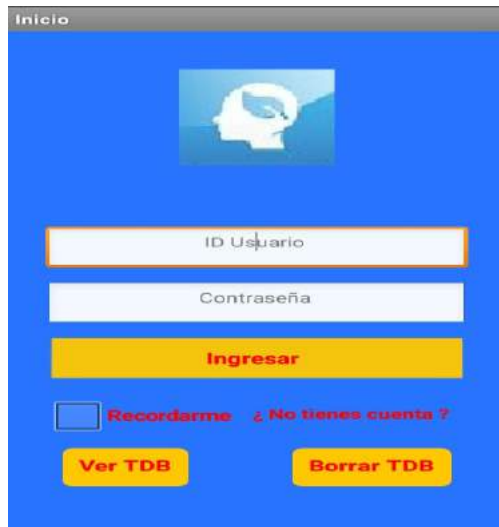 Inicio
ID Usuario
Contraseña
Ingresar
Recordarme ¿ No tienes cuenta ?
Ver TDB Borrar TDB